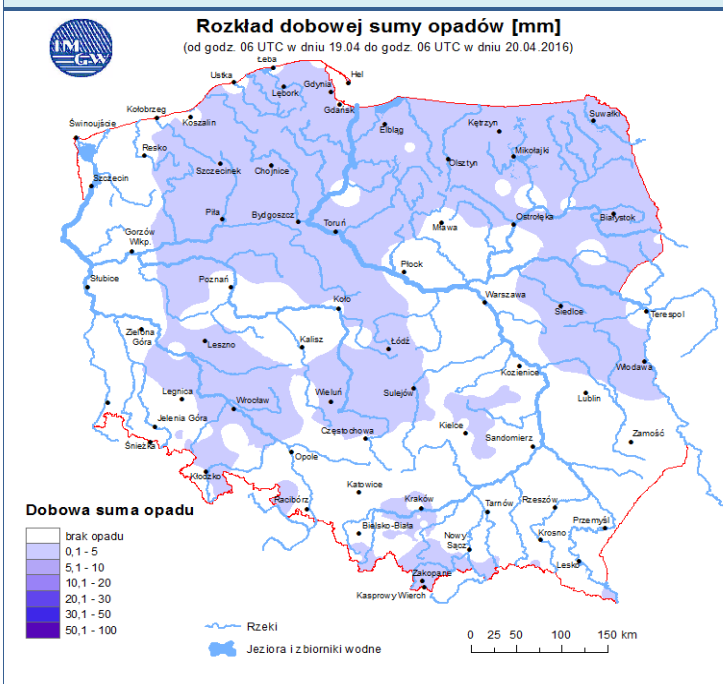 Rozkład dobowej sumy opadów [mm]
(od godz. 06 UTC w dniu 19.04 do godz. 06 UTC w dniu 20.04.2016)
IM
GW
Łeba
Ustka
Hel
Gdynia
Lębork
Gdańsk
Kołobrzeg
Koszalin
Świnoujście
Elbląg
Kętrzyn
Suwałki
Resko
Szczecinek
Chojnice
Olsztyn
Mikołajki
Szczecin
Piła
Bydgoszcz
Toruń
Mława
Ostrołęka
Białystok
Gorzów
Wlkp.
Płock
Słubice
Poznań
Koło
Warszawa
Siedlce
Terespol
Zielona
Góra
Leszno
Kalisz
Łódź
Kozienice
Włodawa
Legnica
Wrocław
Wieluń
Sulejów
Lublin
Jelenia Góra
Śnieżka
Częstochowa
Kielce
Sandomierz
Zamość
Opole
Kłodzko
Katowice
Racibórz
Kraków
Tarnów
Rzeszów
Bielsko-Biała
Przemyśl
Nowy
Sącz
Krosno
Lesko
Zakopane
Kasprowy Wierch
Dobowa suma opadu
brak opadu
0,1 - 5
5,1 - 10
10,1 - 20
20,1 - 30
30,1 - 50
50,1 - 100
Rzeki
Jeziora i zbiorniki wodne
0 25 50 100 150 km